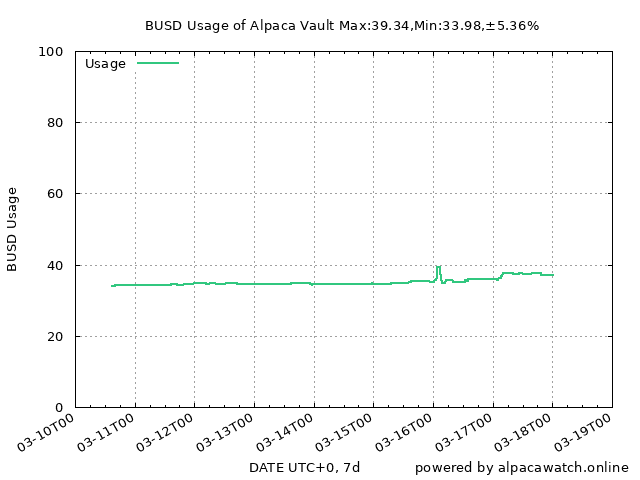 BUSD Usage of Alpaca Vault Max:39.34,Min:33.98,±5.36%
100
Usage
80
60
BUSD Usage
40
20
0
03-10T00
03-11T00
03-12T00
03-13T00
03-14T00
03-15T00
03-16T00
03-17T00
03-18T00
03-19T00
DATE UTC+0, 7d
powered by alpacawatch.online